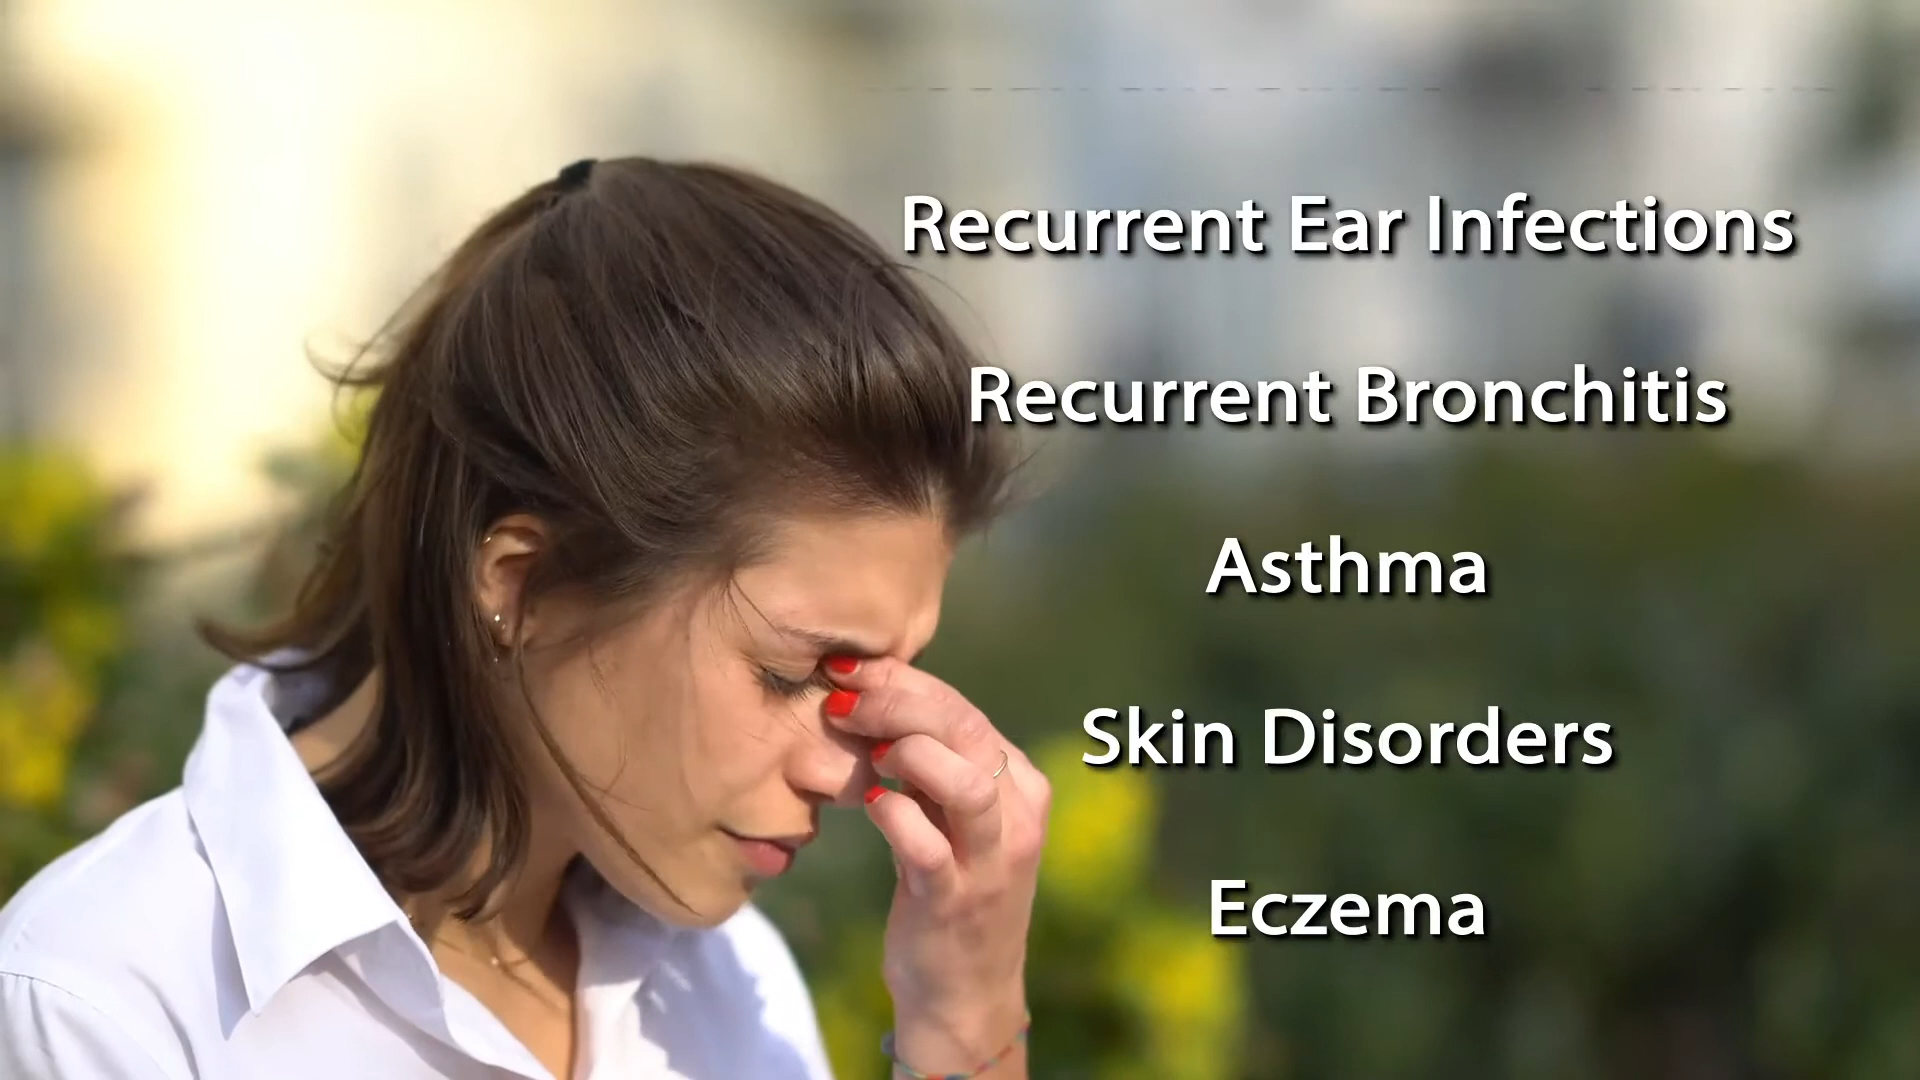 Recurrent Ear Infections
Recurrent Bronchitis
Asthma
Skin Disorders
Eczema